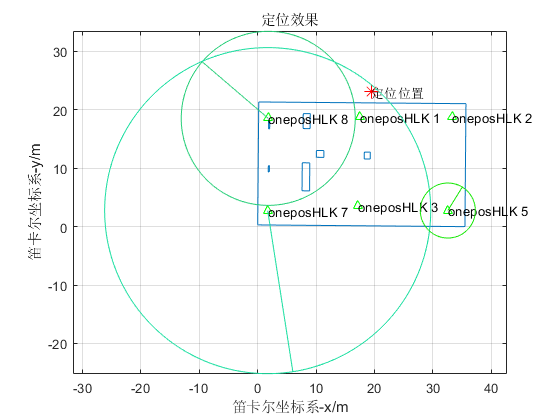 定位效果
30
20
10
0
-10
-20
-30
-20
-10
0
10
20
30
40
笛卡尔坐标系-x/m
笛卡尔坐标系-y/m
定位位置
oneposHLK 8
oneposHLK 1
oneposHLK 2
oneposHLK 7
oneposHLK 3
oneposHLK 5